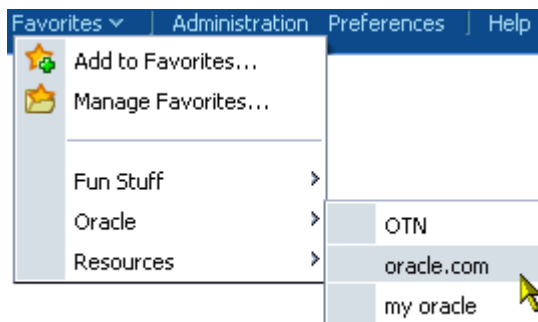 Favorites Administration Preferences | Help
Add to Favorites...
Manage Favorites...
Fun Stuff
Oracle
Resources
OTN
oracle.com
my oracle